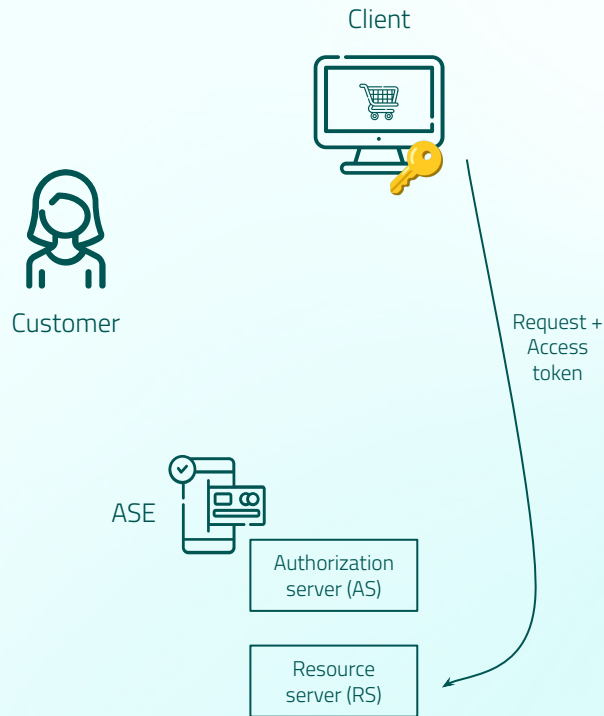 Client
Customer
Request +
Access
token
ASE
Authorization
server (AS)
Resource
server (RS)